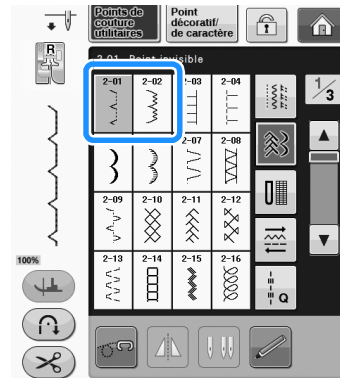 Points de
couture
utilitaires
Point
décoratif/
de caractère
R
2-01 Point invisible
2-01 2-02 2-03 2-04
1/3
2-07 2-08
2-09 2-10 2-11 2-12
100%
2-13 2-14 2-15 2-16
Q